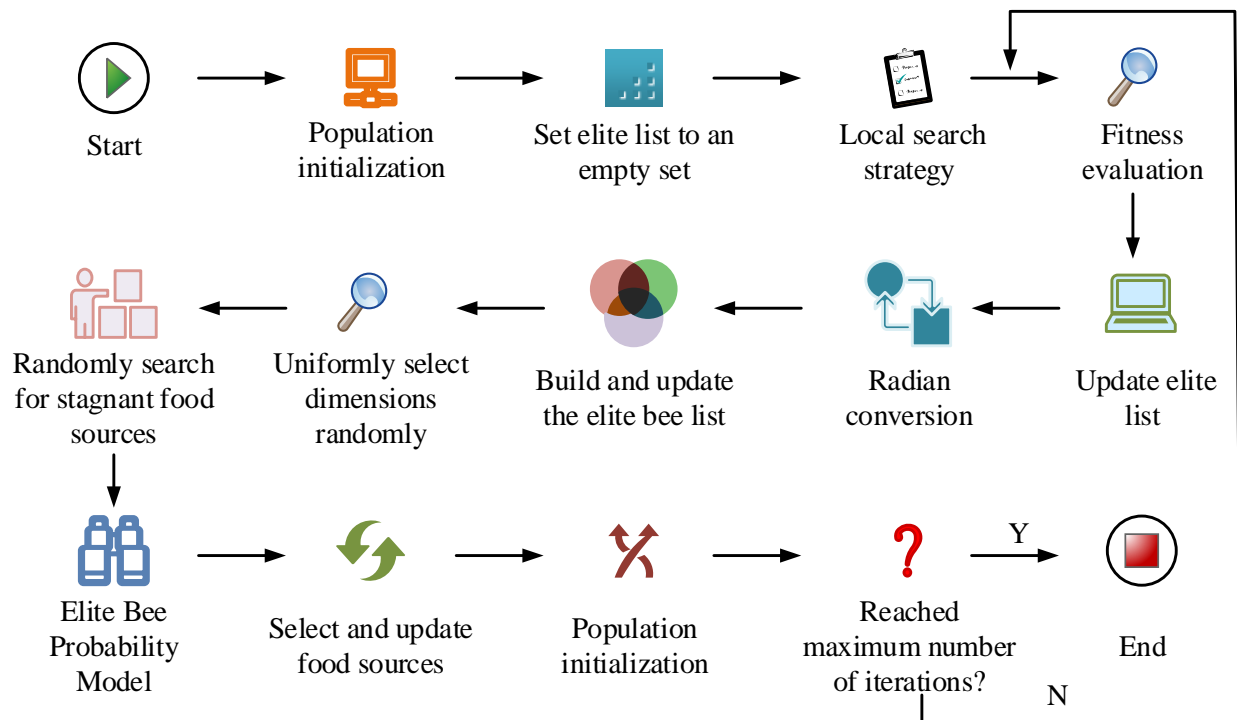 Start
Population
initialization
Set elite list to an
empty set
Local search
strategy
Fitness
evaluation
Randomly search
for stagnant food
sources
Uniformly select
dimensions
randomly
Build and update
the elite bee list
Radian
conversion
Update elite
list
Elite Bee
Probability
Model
Select and update
food sources
Population
initialization
Reached
maximum number
of iterations?
Y
End
N